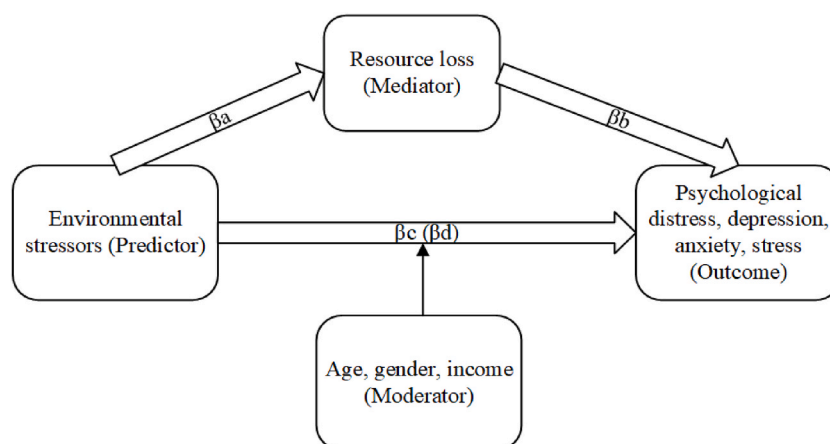 Resource loss
(Mediator)
βa
βb
Environmental
stressors (Predictor)
βc (βd)
Psychological
distress, depression,
anxiety, stress
(Outcome)
Age, gender, income
(Moderator)